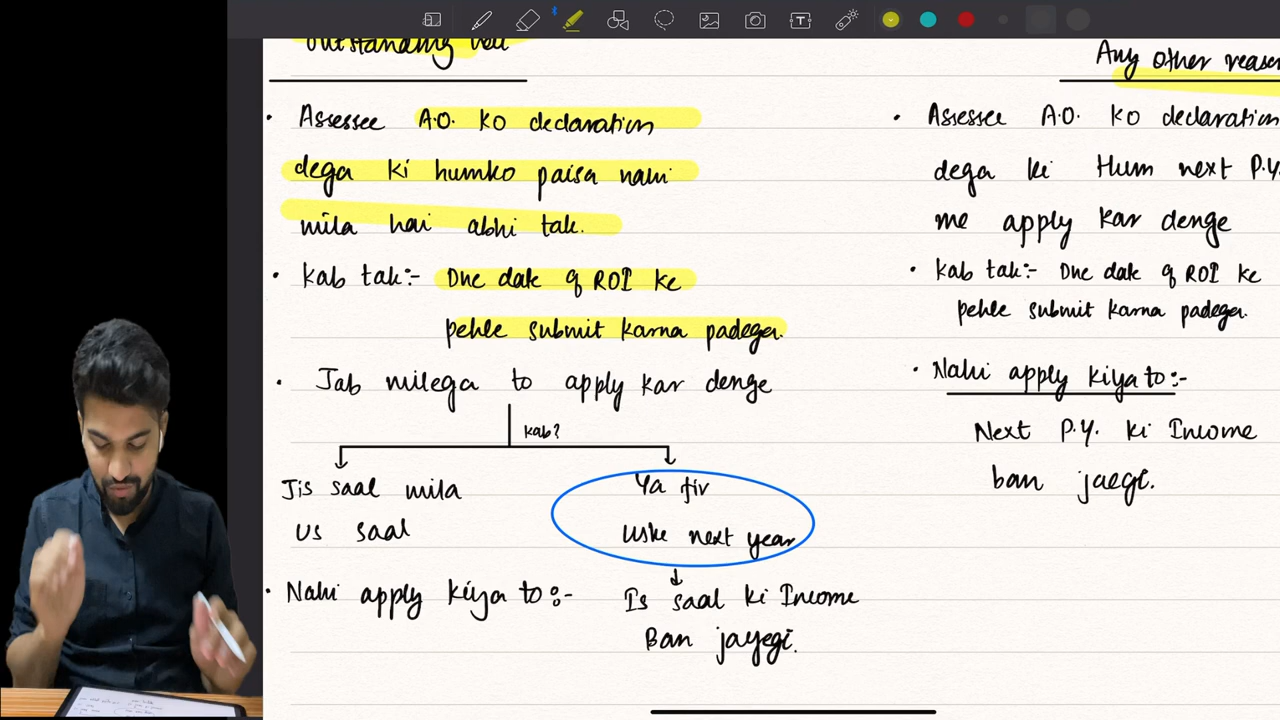 outstanding hai
Assessee A.O. ko declaration
dega ki humko paisa nahi
mila hai abhi tak.
Kab tak:- Due date of ROI ke
pehle submit karna padega.
Jab milega to apply kar denge
kab?
Jis saal mila
us saal
Ya fir
uske next year
Nahi apply kiya to:-
Is saal ki Income
Ban jayegi.
Any other reason
Assessee A.O. ko declaration
dega ki Hum next P.Y.
me apply kar denge
Kab tak:- Due date of ROI ke
pehle submit karna padega.
Nahi apply kiya to:-
Next P.Y. ki Income
ban jaegi.